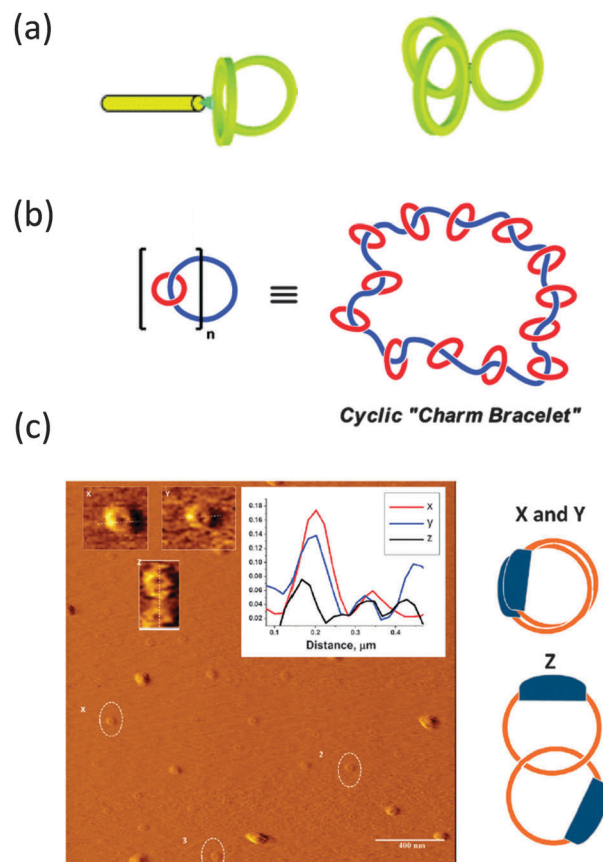 (a)
(b)
n
≡
Cyclic "Charm Bracelet"
(c)
X
Y
Z
0.18
0.16
0.14
0.12
0.10
0.08
0.06
0.04
0.02
0.1
0.2
0.3
0.4
Distance, μm
x
y
z
X and Y
Z
X
2
3
400 nm